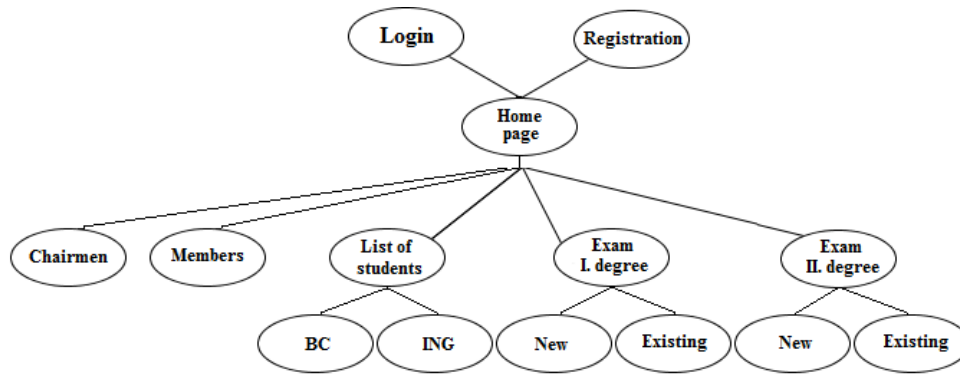 Login
Registration
Home
page
Chairmen
Members
List of
students
Exam
I. degree
Exam
II. degree
BC
ING
New
Existing
New
Existing